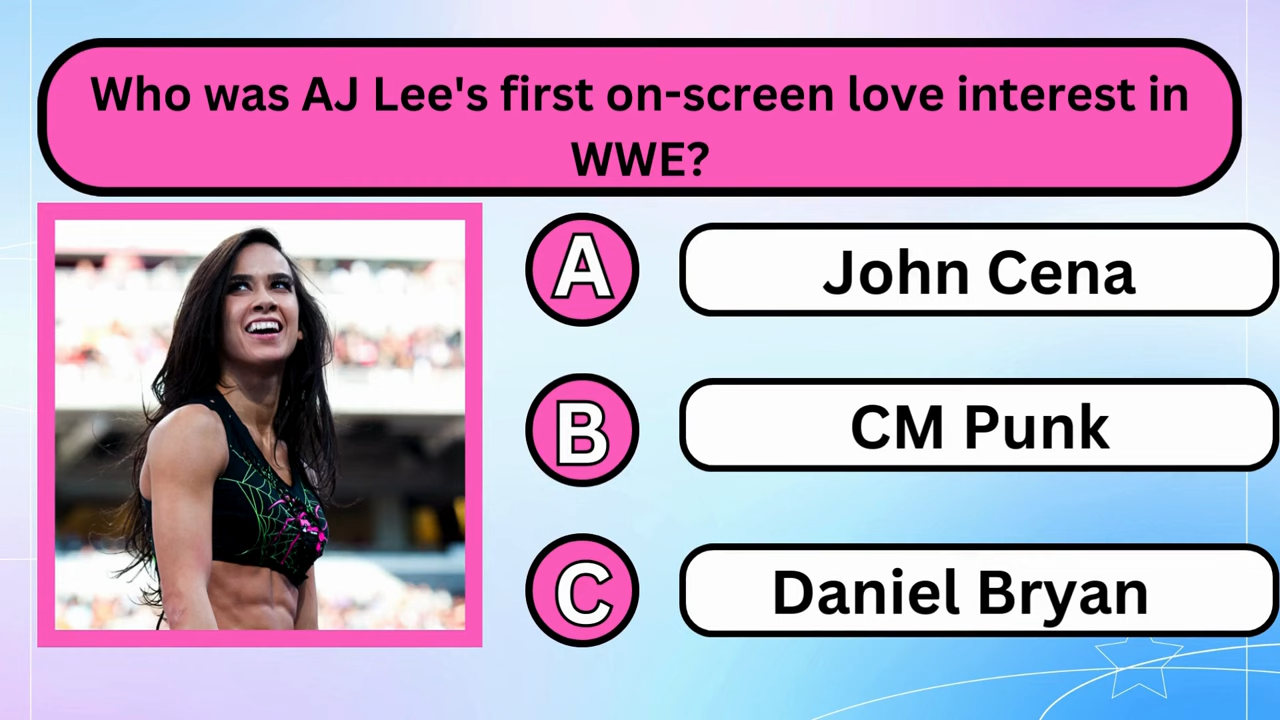 Who was AJ Lee's first on-screen love interest in
WWE?
A
John Cena
B
CM Punk
C
Daniel Bryan